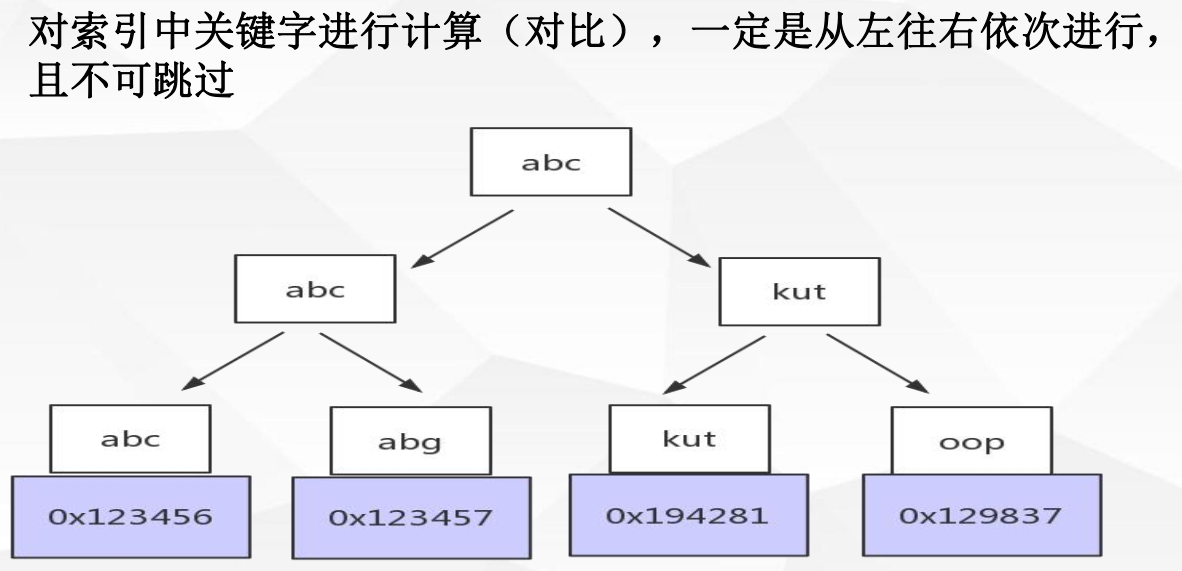 对索引中关键字进行计算（对比），一定是从左往右依次进行，
且不可跳过
abc
abc
kut
abc
abg
kut
oop
0x123456
0x123457
0x194281
0x129837